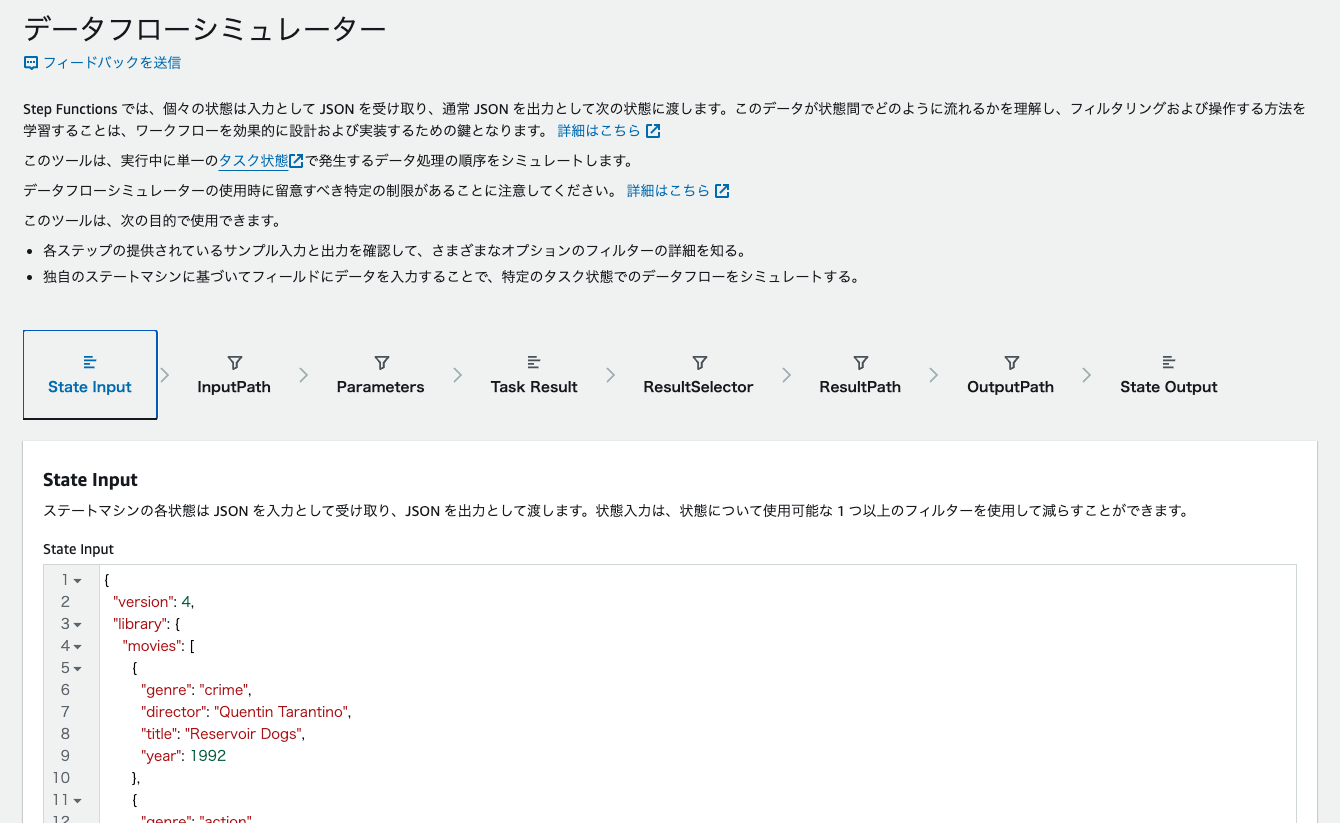 データフローシミュレーター
フィードバックを送信
Step Functions では、個々の状態は入力として JSON を受け取り、通常 JSON を出力として次の状態に渡します。このデータが状態間でどのように流れるかを理解し、フィルタリングおよび操作する方法を
学習することは、ワークフローを効果的に設計および実装するための鍵となります。 詳細はこちら
このツールは、実行中に単一のタスク状態で発生するデータ処理の順序をシミュレートします。
データフローシミュレーターの使用時に留意すべき特定の制限があることに注意してください。 詳細はこちら
このツールは、次の目的で使用できます。
• 各ステップの提供されているサンプル入力と出力を確認して、さまざまなオプションのフィルターの詳細を知る。
• 独自のステートマシンに基づいてフィールドにデータを入力することで、特定のタスク状態でのデータフローをシミュレートする。
State Input InputPath Parameters Task Result ResultSelector ResultPath OutputPath State Output
State Input
ステートマシンの各状態は JSON を入力として受け取り、JSON を出力として渡します。状態入力は、状態について使用可能な 1 つ以上のフィルターを使用して減らすことができます。
State Input
1 {
2 "version": 4,
3 "library": {
4 "movies": [
5 {
6 "genre": "crime",
7 "director": "Quentin Tarantino",
8 "title": "Reservoir Dogs",
9 "year": 1992
10 },
11 {
12 "genre": "action"